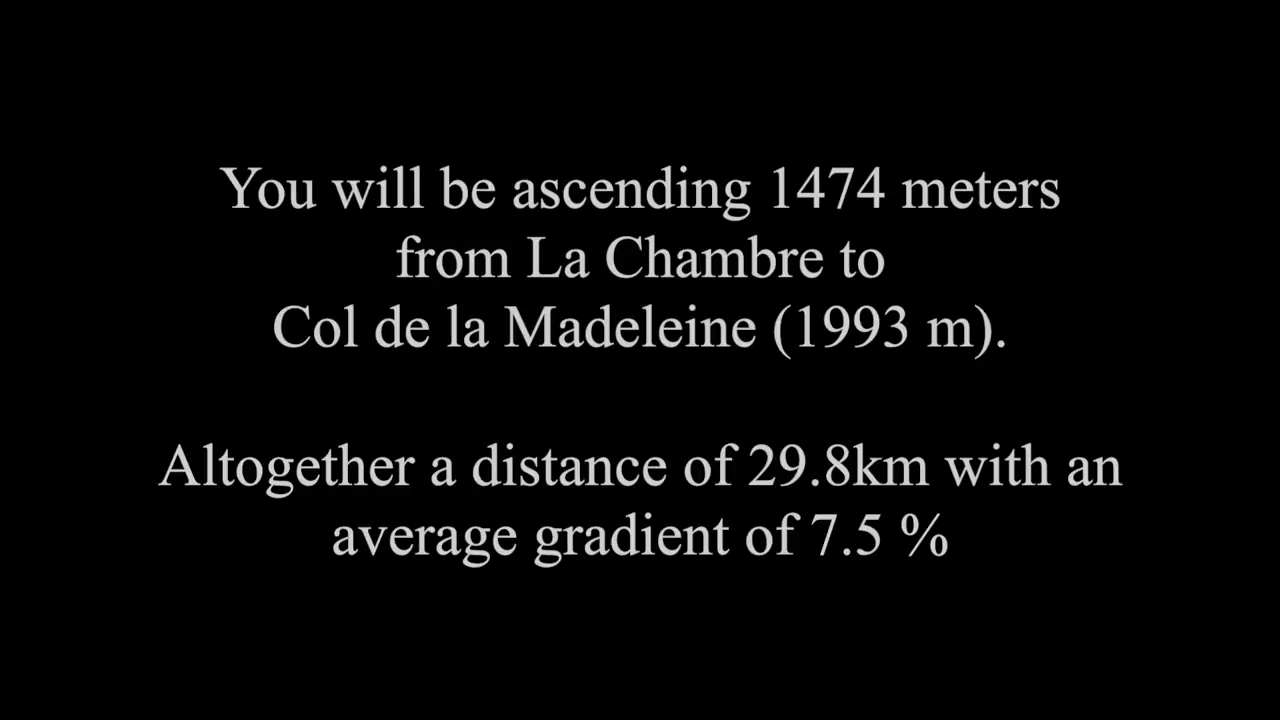 You will be ascending 1474 meters
from La Chambre to
Col de la Madeleine (1993 m).
Altogether a distance of 29.8km with an
average gradient of 7.5 %